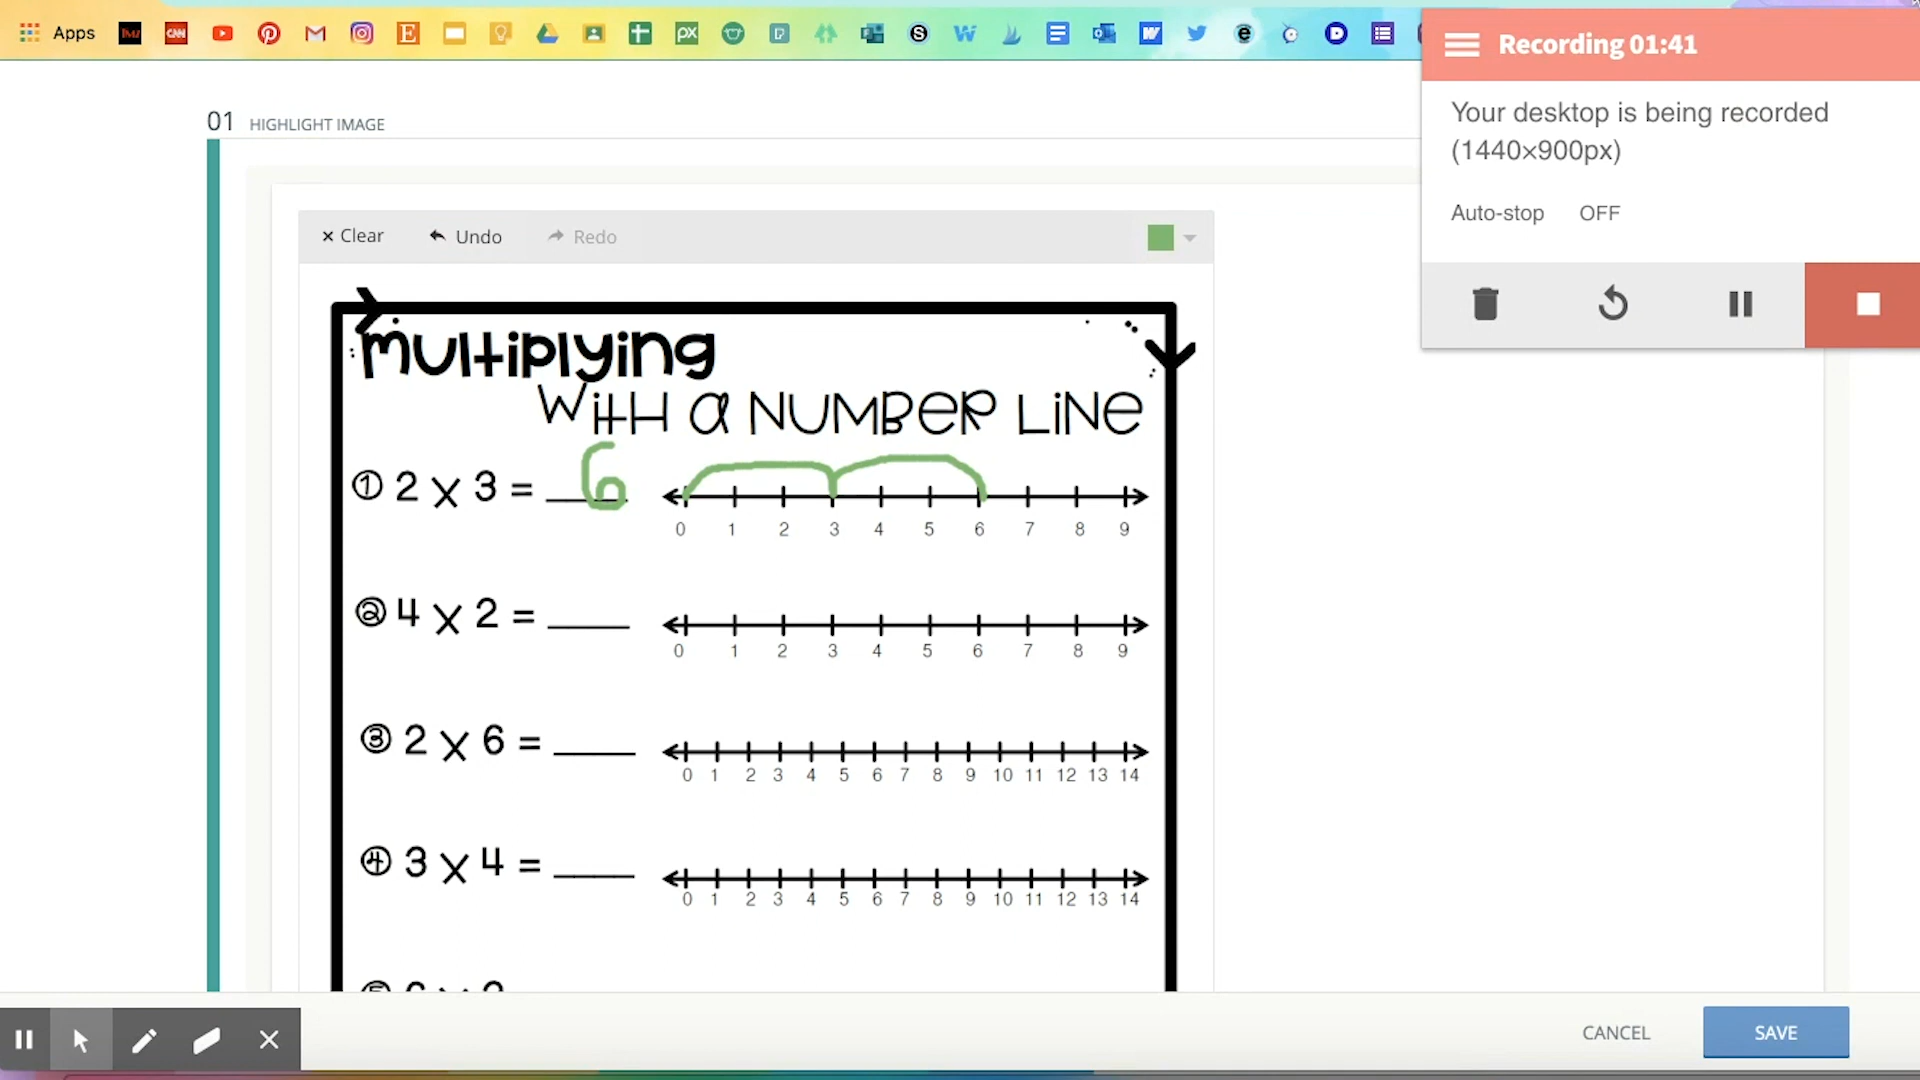 Apps
Recording 01:41
Your desktop is being recorded
(1440×900px)
Auto-stop OFF
01 HIGHLIGHT IMAGE
× Clear Undo Redo
multiplying
WitH a NUMBER LiNe
① 2 x 3 = 6
0 1 2 3 4 5 6 7 8 9
② 4 x 2 = ____
0 1 2 3 4 5 6 7 8 9
③ 2 x 6 = ____
0 1 2 3 4 5 6 7 8 9 10 11 12 13 14
④ 3 x 4 = ____
0 1 2 3 4 5 6 7 8 9 10 11 12 13 14
CANCEL SAVE